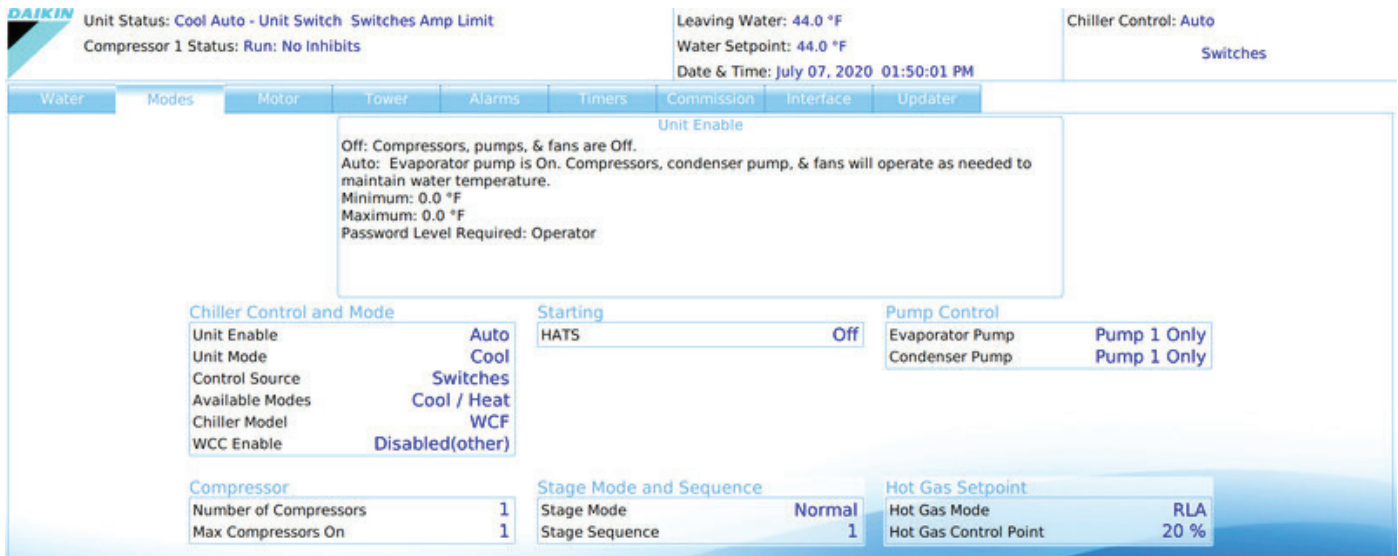 DAIKIN
Unit Status: Cool Auto - Unit Switch Switches Amp Limit
Compressor 1 Status: Run: No Inhibits
Leaving Water: 44.0 °F
Water Setpoint: 44.0 °F
Date & Time: July 07, 2020 01:50:01 PM
Chiller Control: Auto
Switches
Water Modes Motor Tower Alarms Timers Commission Interface Updater
Unit Enable
Off: Compressors, pumps, & fans are Off.
Auto: Evaporator pump is On. Compressors, condenser pump, & fans will operate as needed to
maintain water temperature.
Minimum: 0.0 °F
Maximum: 0.0 °F
Password Level Required: Operator
Chiller Control and Mode
Unit Enable Auto
Unit Mode Cool
Control Source Switches
Available Modes Cool / Heat
Chiller Model WCF
WCC Enable Disabled(other)
Starting
HATS Off
Pump Control
Evaporator Pump Pump 1 Only
Condenser Pump Pump 1 Only
Compressor
Number of Compressors 1
Max Compressors On 1
Stage Mode and Sequence
Stage Mode Normal
Stage Sequence 1
Hot Gas Setpoint
Hot Gas Mode RLA
Hot Gas Control Point 20 %